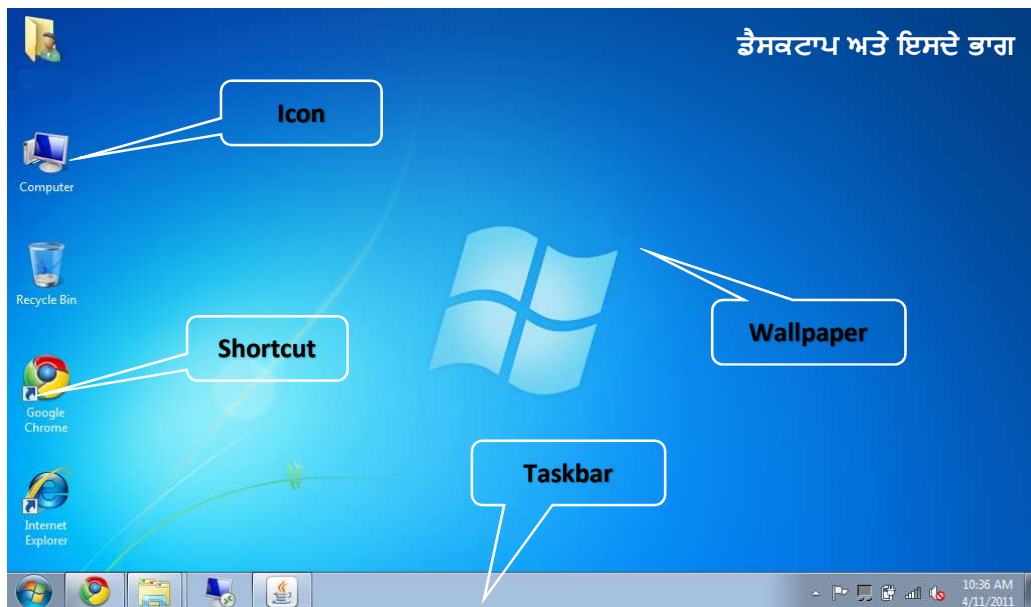 ਡੈਸਕਟਾਪ ਅਤੇ ਇਸਦੇ ਭਾਗ
Icon
Computer
Recycle Bin
Wallpaper
Shortcut
Google
Chrome
Taskbar
Internet
Explorer
10:36 AM
4/11/2011